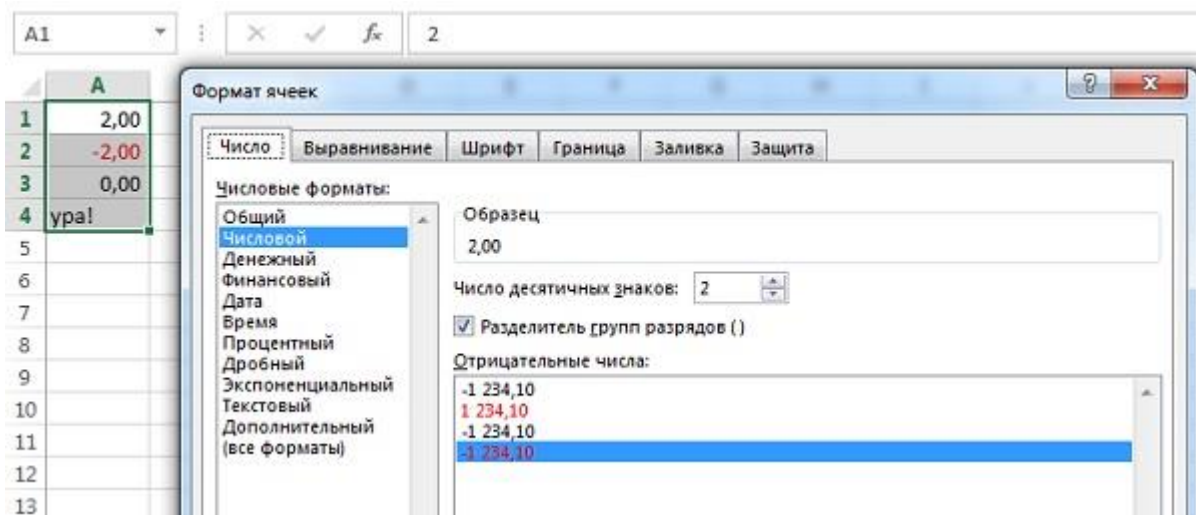 A1 fx 2
A
1 2,00
2 -2,00
3 0,00
4 ура!
5
6
7
8
9
10
11
12
13
Формат ячеек
Число Выравнивание Шрифт Граница Заливка Защита
Числовые форматы:
Общий
Числовой
Денежный
Финансовый
Дата
Время
Процентный
Дробный
Экспоненциальный
Текстовый
Дополнительный
(все форматы)
Образец
2,00
Число десятичных знаков: 2
Разделитель групп разрядов ( )
Отрицательные числа:
-1 234,10
1 234,10
-1 234,10
-1 234,10